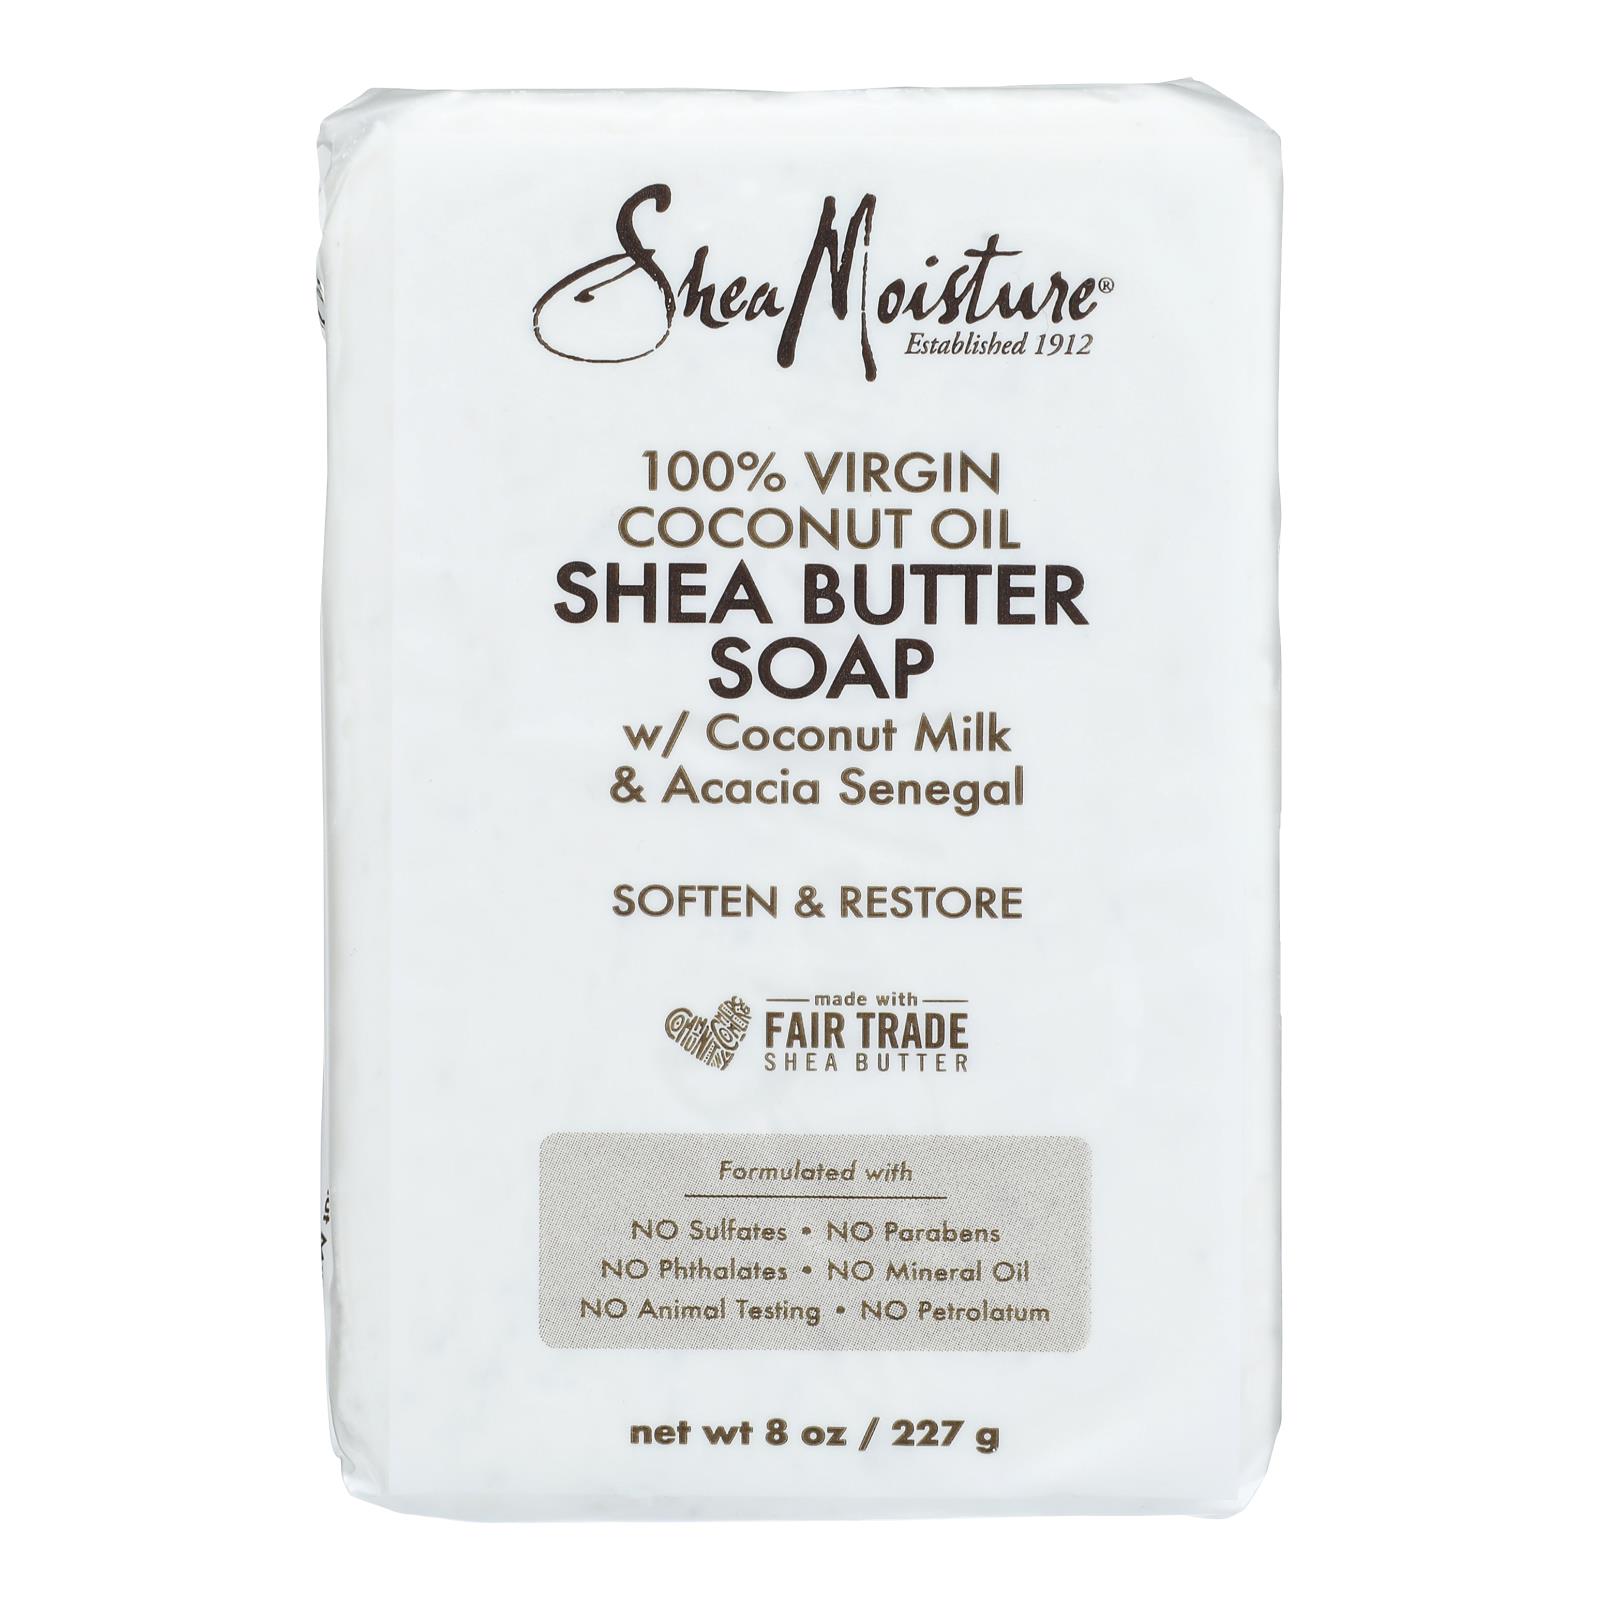 SheaMoisture®
Established 1912
100% VIRGIN
COCONUT OIL
SHEA BUTTER
SOAP
w/ Coconut Milk
& Acacia Senegal
SOFTEN & RESTORE
COMMUNITY COMMERCE
made with
FAIR TRADE
SHEA BUTTER
Formulated with
NO Sulfates • NO Parabens
NO Phthalates • NO Mineral Oil
NO Animal Testing • NO Petrolatum
net wt 8 oz / 227 g